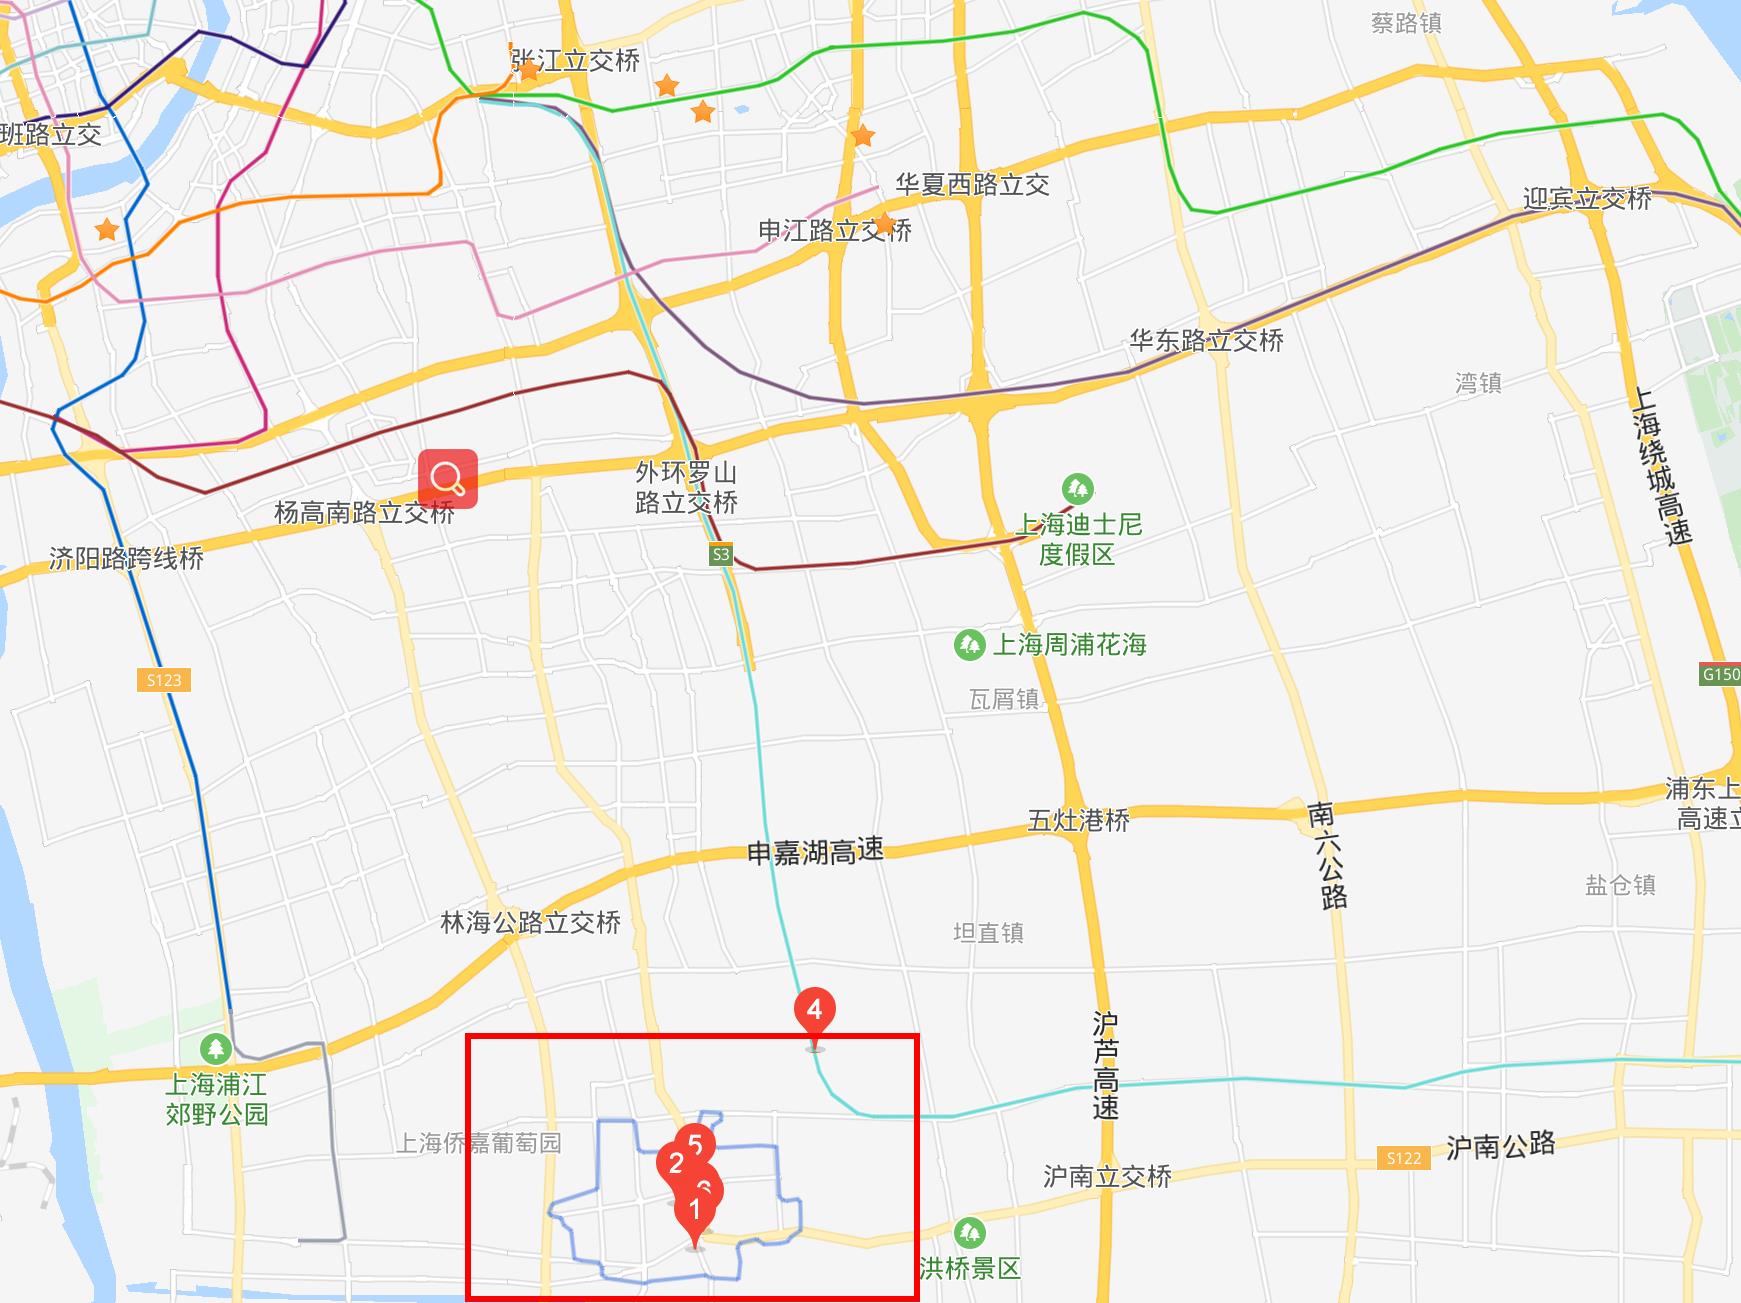 蔡路镇
张江立交桥
班路立交
华夏西路立交
迎宾立交桥
申江路立交桥
华东路立交桥
湾镇
上海绕城高速
外环罗山
路立交桥
杨高南路立交桥
上海迪士尼
度假区
济阳路跨线桥
S3
上海周浦花海
S123
G150
瓦屑镇
浦东上
高速立
五灶港桥
南六公路
申嘉湖高速
盐仓镇
林海公路立交桥
坦直镇
4
沪芦高速
上海浦江
郊野公园
上海侨嘉葡萄园
5
2
1
沪南公路
S122
沪南立交桥
洪桥景区